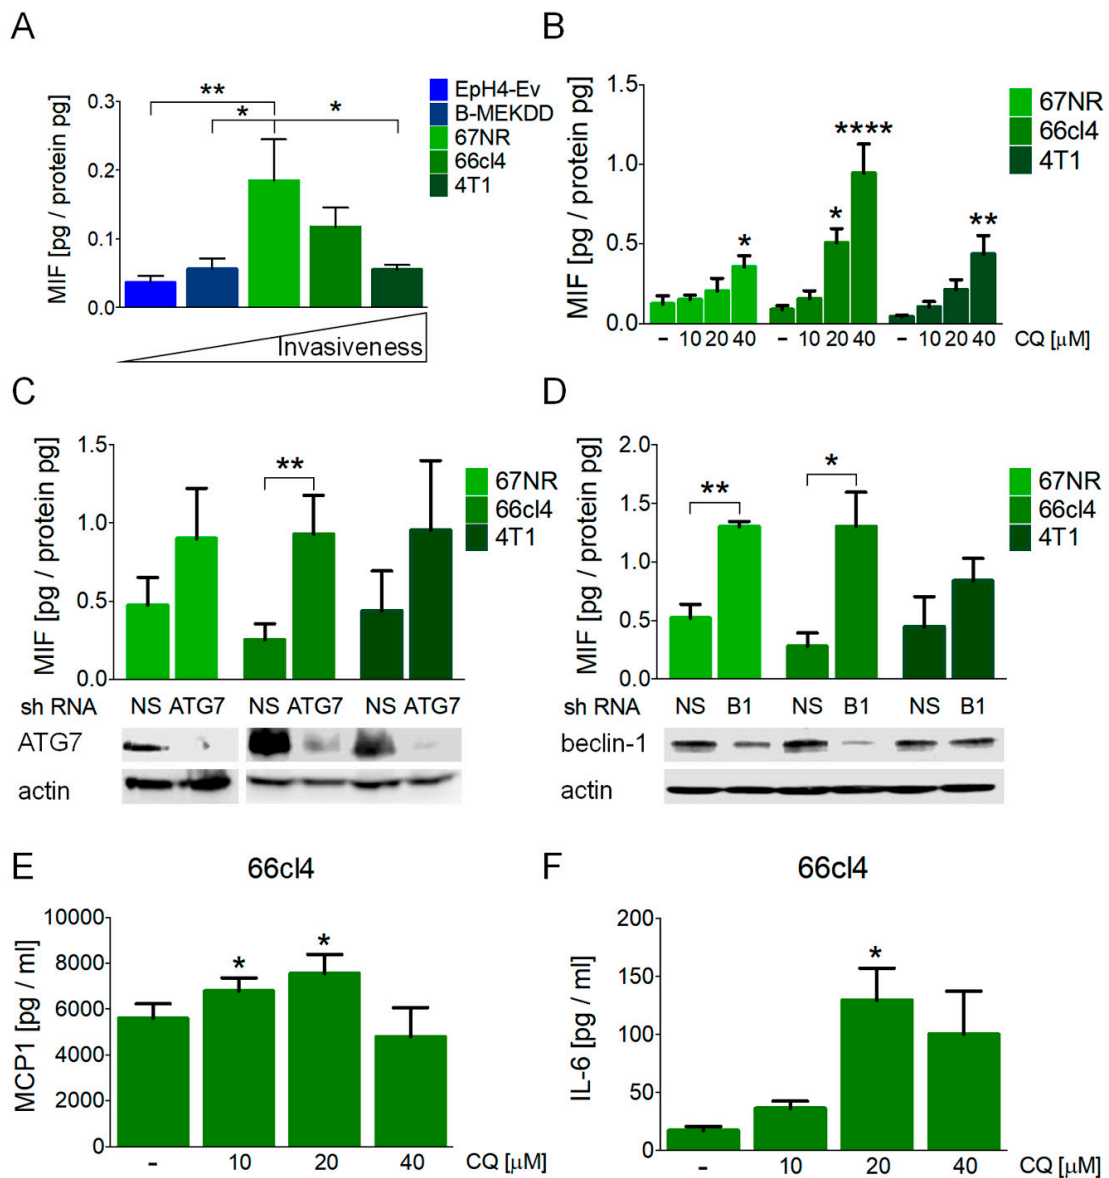 A
MIF [pg / protein pg]
0.3
0.2
0.1
0.0
**
*
*
EpH4-Ev
B-MEKDD
67NR
66cl4
4T1
Invasiveness
B
MIF [pg / protein pg]
1.5
1.0
0.5
0.0
*
*
****
**
67NR
66cl4
4T1
- 10 20 40 - 10 20 40 - 10 20 40 CQ [µM]
C
MIF [pg / protein pg]
1.5
1.0
0.5
0.0
**
67NR
66cl4
4T1
sh RNA NS ATG7 NS ATG7 NS ATG7
ATG7
actin
D
MIF [pg / protein pg]
2.0
1.5
1.0
0.5
0.0
**
*
67NR
66cl4
4T1
sh RNA NS B1 NS B1 NS B1
beclin-1
actin
E
66cl4
MCP1 [pg / ml]
10000
8000
6000
4000
2000
0
*
*
- 10 20 40 CQ [µM]
F
66cl4
IL-6 [pg / ml]
200
150
100
50
0
*
- 10 20 40 CQ [µM]